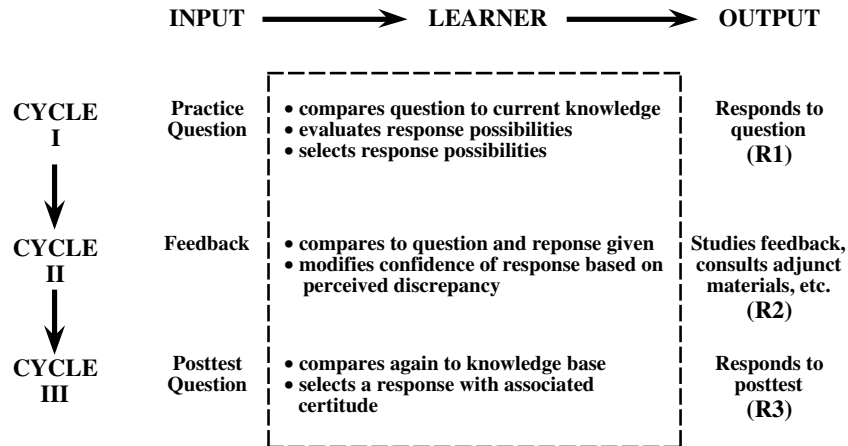 INPUT LEARNER OUTPUT
CYCLE
I
Practice
Question
• compares question to current knowledge
• evaluates response possibilities
• selects response possibilities
Responds to
question
(R1)
CYCLE
II
Feedback
• compares to question and reponse given
• modifies confidence of response based on
perceived discrepancy
Studies feedback,
consults adjunct
materials, etc.
(R2)
CYCLE
III
Posttest
Question
• compares again to knowledge base
• selects a response with associated
certitude
Responds to
posttest
(R3)